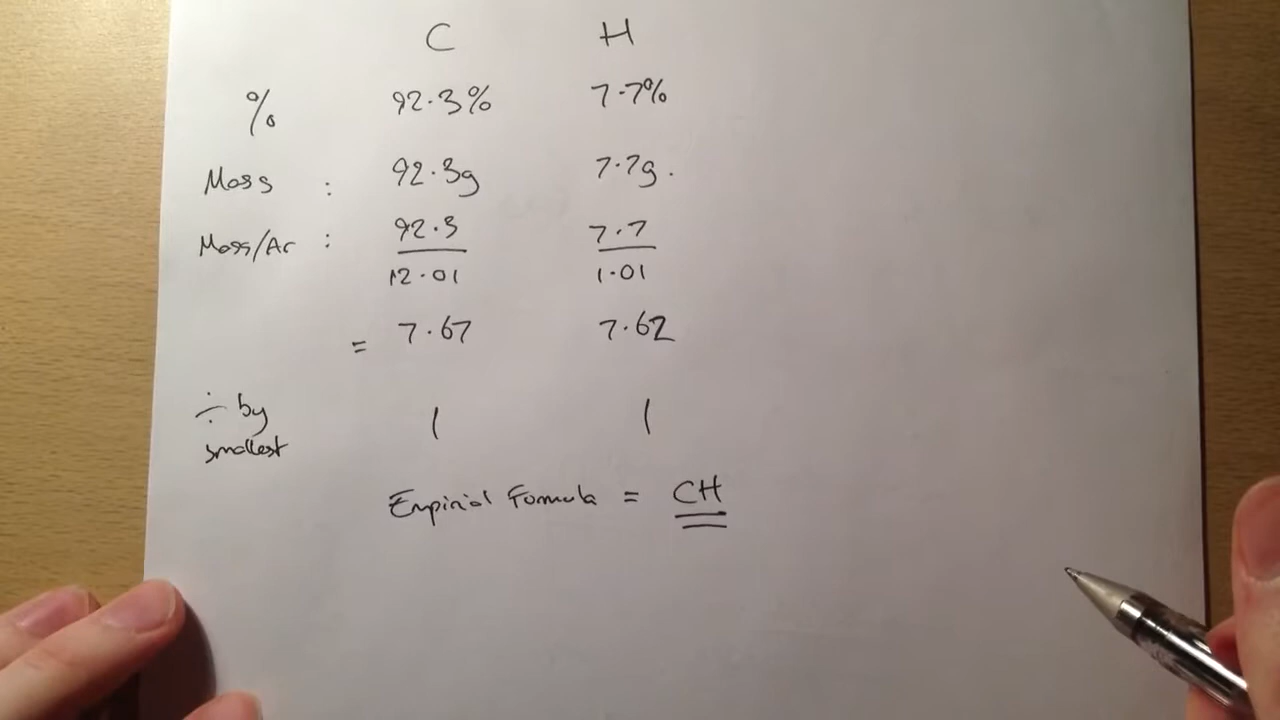 C H
% 92.3% 7.7%
Mass : 92.3g 7.7g.
Mass/Ar : 92.3 7.7
12.01 1.01
= 7.67 7.62
÷ by
smallest 1 1
Empirical Formula = CH